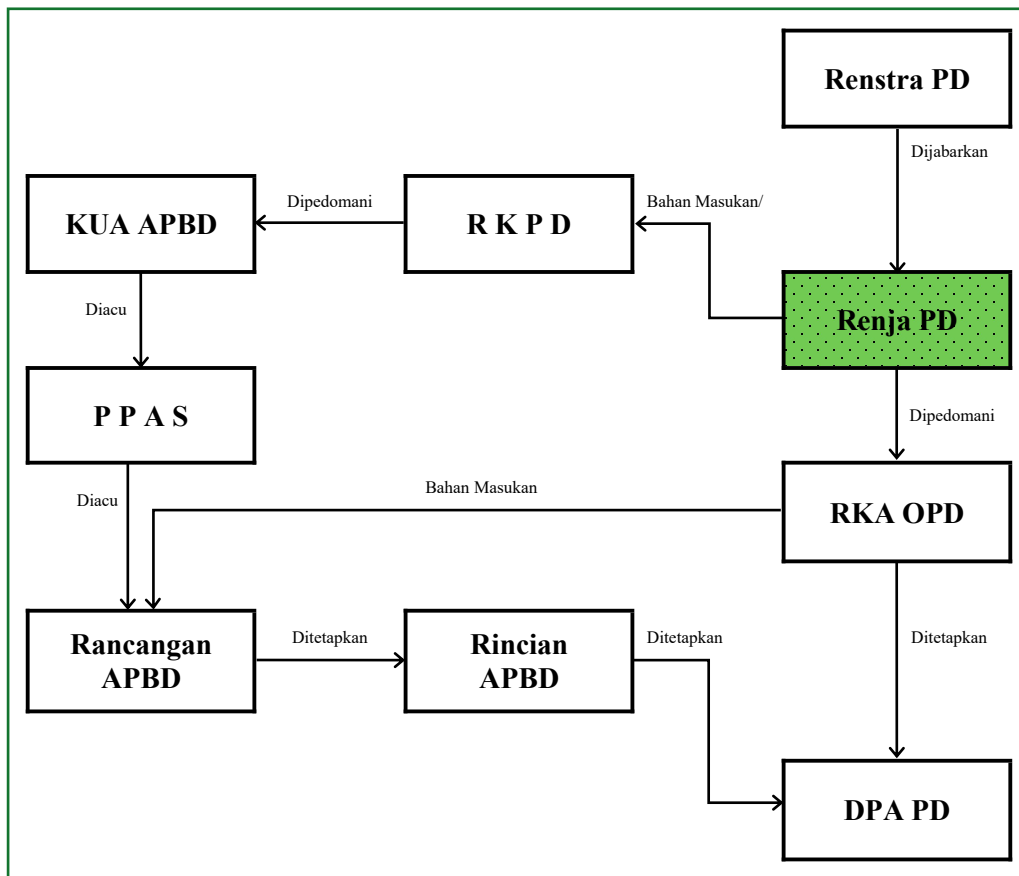 Renstra PD
Dijabarkan
KUA APBD
Dipedomani
R K P D
Bahan Masukan/
Renja PD
Diacu
P P A S
Dipedomani
Diacu
Bahan Masukan
RKA OPD
Rancangan
APBD
Ditetapkan
Rincian
APBD
Ditetapkan
Ditetapkan
DPA PD